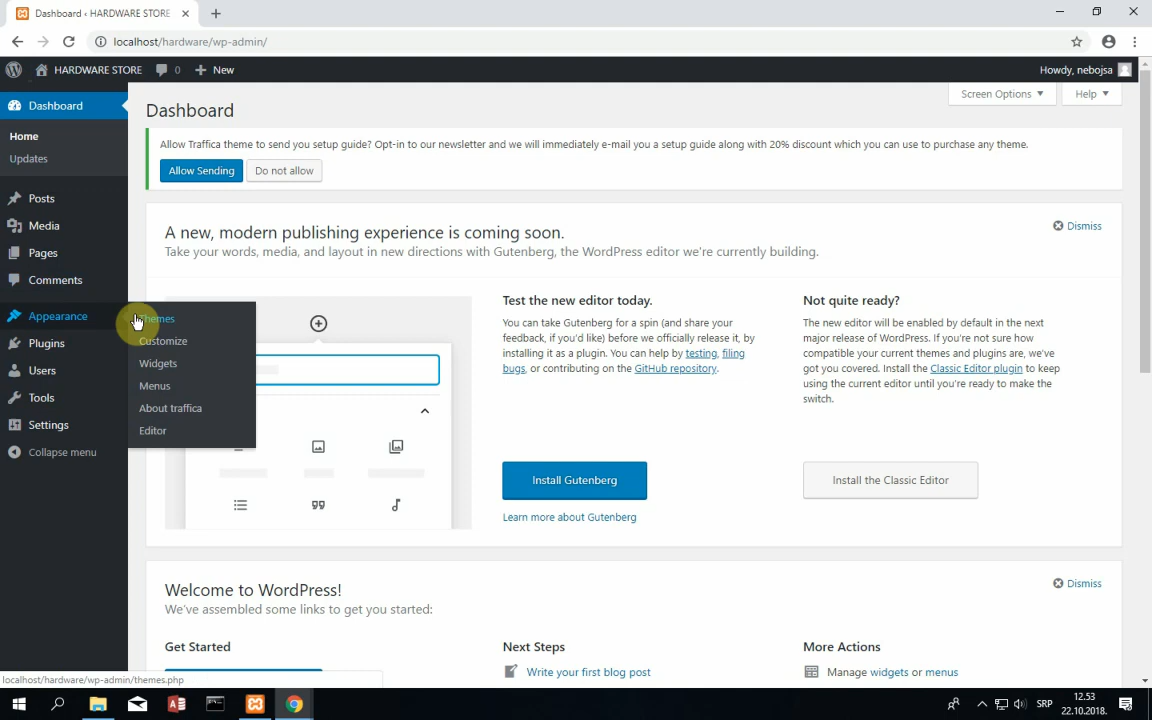 Dashboard ‹ HARDWARE STORE
localhost/hardware/wp-admin/
HARDWARE STORE
0
New
Howdy, nebojsa
Dashboard
Home
Updates
Posts
Media
Pages
Comments
Appearance
Plugins
Users
Tools
Settings
Collapse menu
Themes
Customize
Widgets
Menus
About traffica
Editor
Dashboard
Screen Options
Help
Allow Traffica theme to send you setup guide? Opt-in to our newsletter and we will immediately e-mail you a setup guide along with 20% discount which you can use to purchase any theme.
Allow Sending
Do not allow
A new, modern publishing experience is coming soon.
Dismiss
Take your words, media, and layout in new directions with Gutenberg, the WordPress editor we're currently building.
Test the new editor today.
You can take Gutenberg for a spin (and share your
feedback, if you'd like) before we officially release it, by
installing it as a plugin. You can help by testing, filing
bugs, or contributing on the GitHub repository.
Install Gutenberg
Learn more about Gutenberg
Not quite ready?
The new editor will be enabled by default in the next
major release of WordPress. If you're not sure how
compatible your current themes and plugins are, we've
got you covered. Install the Classic Editor plugin to keep
using the current editor until you're ready to make the
switch.
Install the Classic Editor
Welcome to WordPress!
Dismiss
We've assembled some links to get you started:
Get Started
Next Steps
Write your first blog post
More Actions
Manage widgets or menus
localhost/hardware/wp-admin/themes.php
SRP
12.53
22.10.2018.